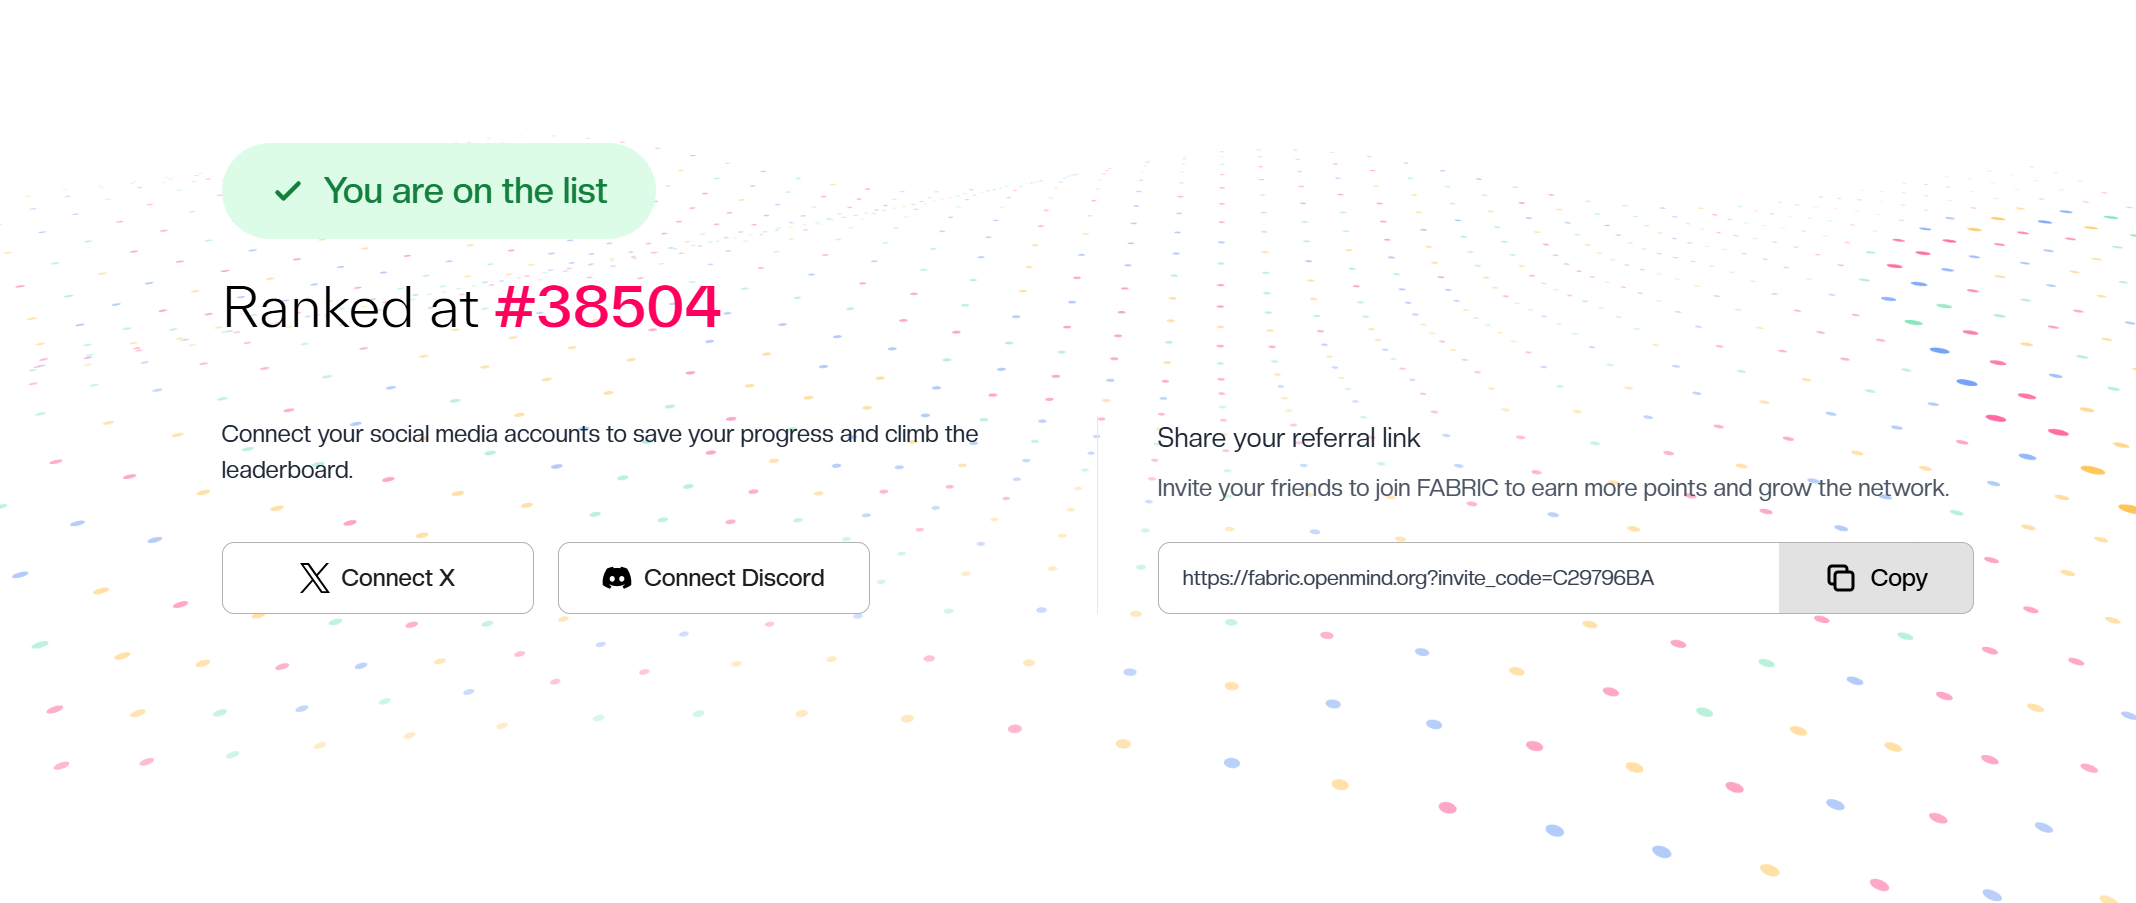 You are on the list
Ranked at #38504
Connect your social media accounts to save your progress and climb the
leaderboard.
Connect X
Connect Discord
Share your referral link
Invite your friends to join FABRIC to earn more points and grow the network.
https://fabric.openmind.org?invite_code=C29796BA
Copy